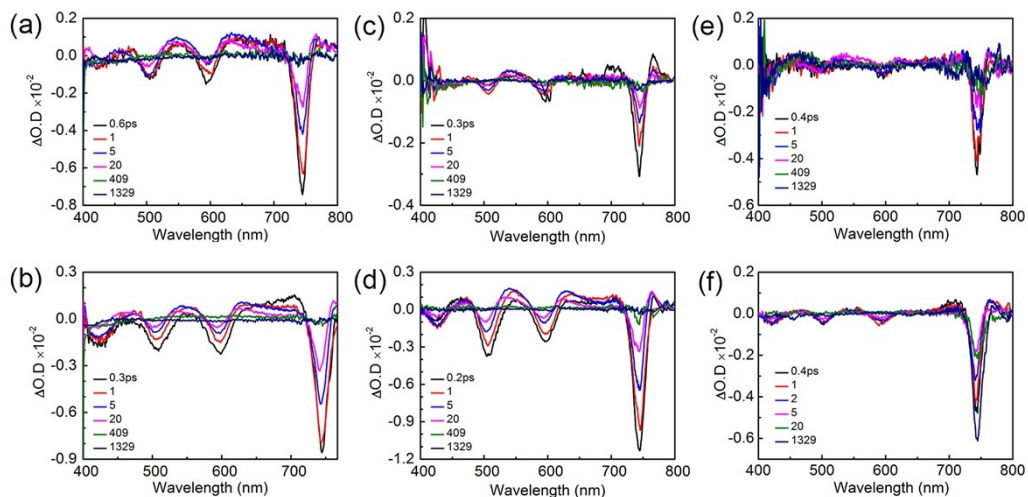 (a)
0.2
0.0
-0.2
-0.4
-0.6
-0.8
ΔO.D ×10⁻²
0.6ps
1
5
20
409
1329
400 500 600 700 800
Wavelength (nm)
(c)
0.2
0.0
-0.2
-0.4
ΔO.D ×10⁻²
0.3ps
1
5
20
409
1329
400 500 600 700 800
Wavelength (nm)
(e)
0.2
0.0
-0.2
-0.4
-0.6
ΔO.D ×10⁻²
0.4ps
1
5
20
409
1329
400 500 600 700 800
Wavelength (nm)
(b)
0.3
0.0
-0.3
-0.6
-0.9
ΔO.D ×10⁻²
0.3ps
1
5
20
409
1329
400 500 600 700
Wavelength (nm)
(d)
0.3
0.0
-0.3
-0.6
-0.9
-1.2
ΔO.D ×10⁻²
0.2ps
1
5
20
409
1329
400 500 600 700 800
Wavelength (nm)
(f)
0.2
0.0
-0.2
-0.4
-0.6
ΔO.D ×10⁻²
0.4ps
1
2
5
20
1329
400 500 600 700 800
Wavelength (nm)